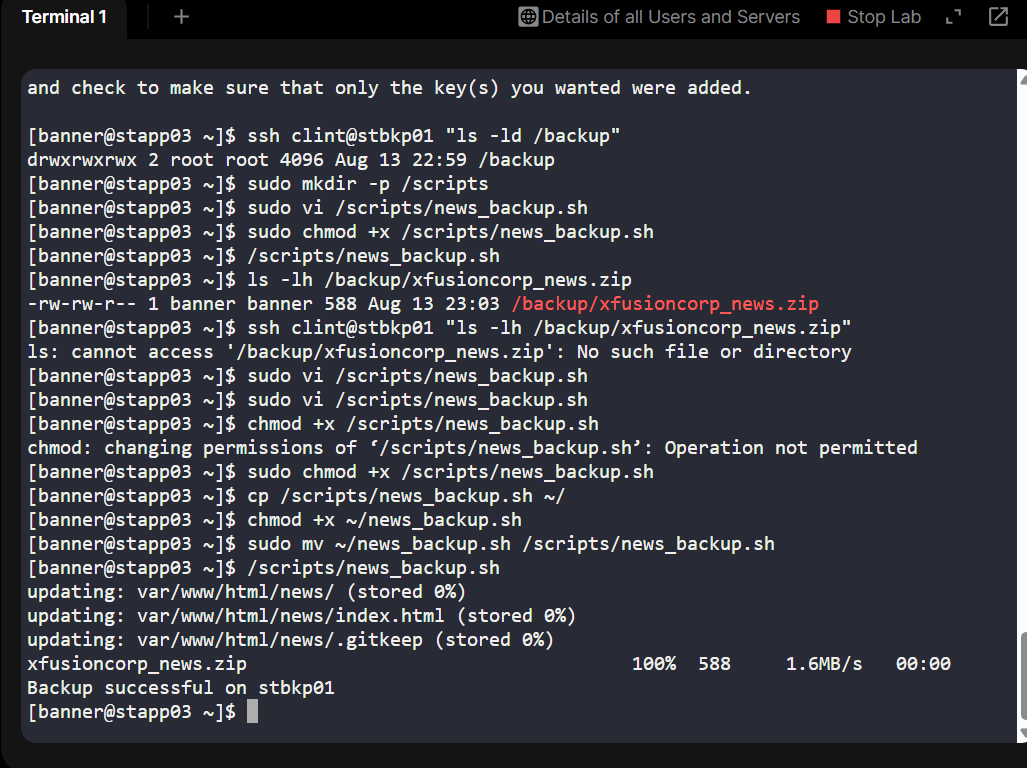 Terminal 1
+
Details of all Users and Servers
Stop Lab
and check to make sure that only the key(s) you wanted were added.
[banner@stapp03 ~]$ ssh clint@stbkp01 "ls -ld /backup"
drwxrwxrwx 2 root root 4096 Aug 13 22:59 /backup
[banner@stapp03 ~]$ sudo mkdir -p /scripts
[banner@stapp03 ~]$ sudo vi /scripts/news_backup.sh
[banner@stapp03 ~]$ sudo chmod +x /scripts/news_backup.sh
[banner@stapp03 ~]$ /scripts/news_backup.sh
[banner@stapp03 ~]$ ls -lh /backup/xfusioncorp_news.zip
-rw-rw-r-- 1 banner banner 588 Aug 13 23:03 /backup/xfusioncorp_news.zip
[banner@stapp03 ~]$ ssh clint@stbkp01 "ls -lh /backup/xfusioncorp_news.zip"
ls: cannot access '/backup/xfusioncorp_news.zip': No such file or directory
[banner@stapp03 ~]$ sudo vi /scripts/news_backup.sh
[banner@stapp03 ~]$ sudo vi /scripts/news_backup.sh
[banner@stapp03 ~]$ chmod +x /scripts/news_backup.sh
chmod: changing permissions of ‘/scripts/news_backup.sh’: Operation not permitted
[banner@stapp03 ~]$ sudo chmod +x /scripts/news_backup.sh
[banner@stapp03 ~]$ cp /scripts/news_backup.sh ~/
[banner@stapp03 ~]$ chmod +x ~/news_backup.sh
[banner@stapp03 ~]$ sudo mv ~/news_backup.sh /scripts/news_backup.sh
[banner@stapp03 ~]$ /scripts/news_backup.sh
updating: var/www/html/news/ (stored 0%)
updating: var/www/html/news/index.html (stored 0%)
updating: var/www/html/news/.gitkeep (stored 0%)
xfusioncorp_news.zip 100% 588 1.6MB/s 00:00
Backup successful on stbkp01
[banner@stapp03 ~]$